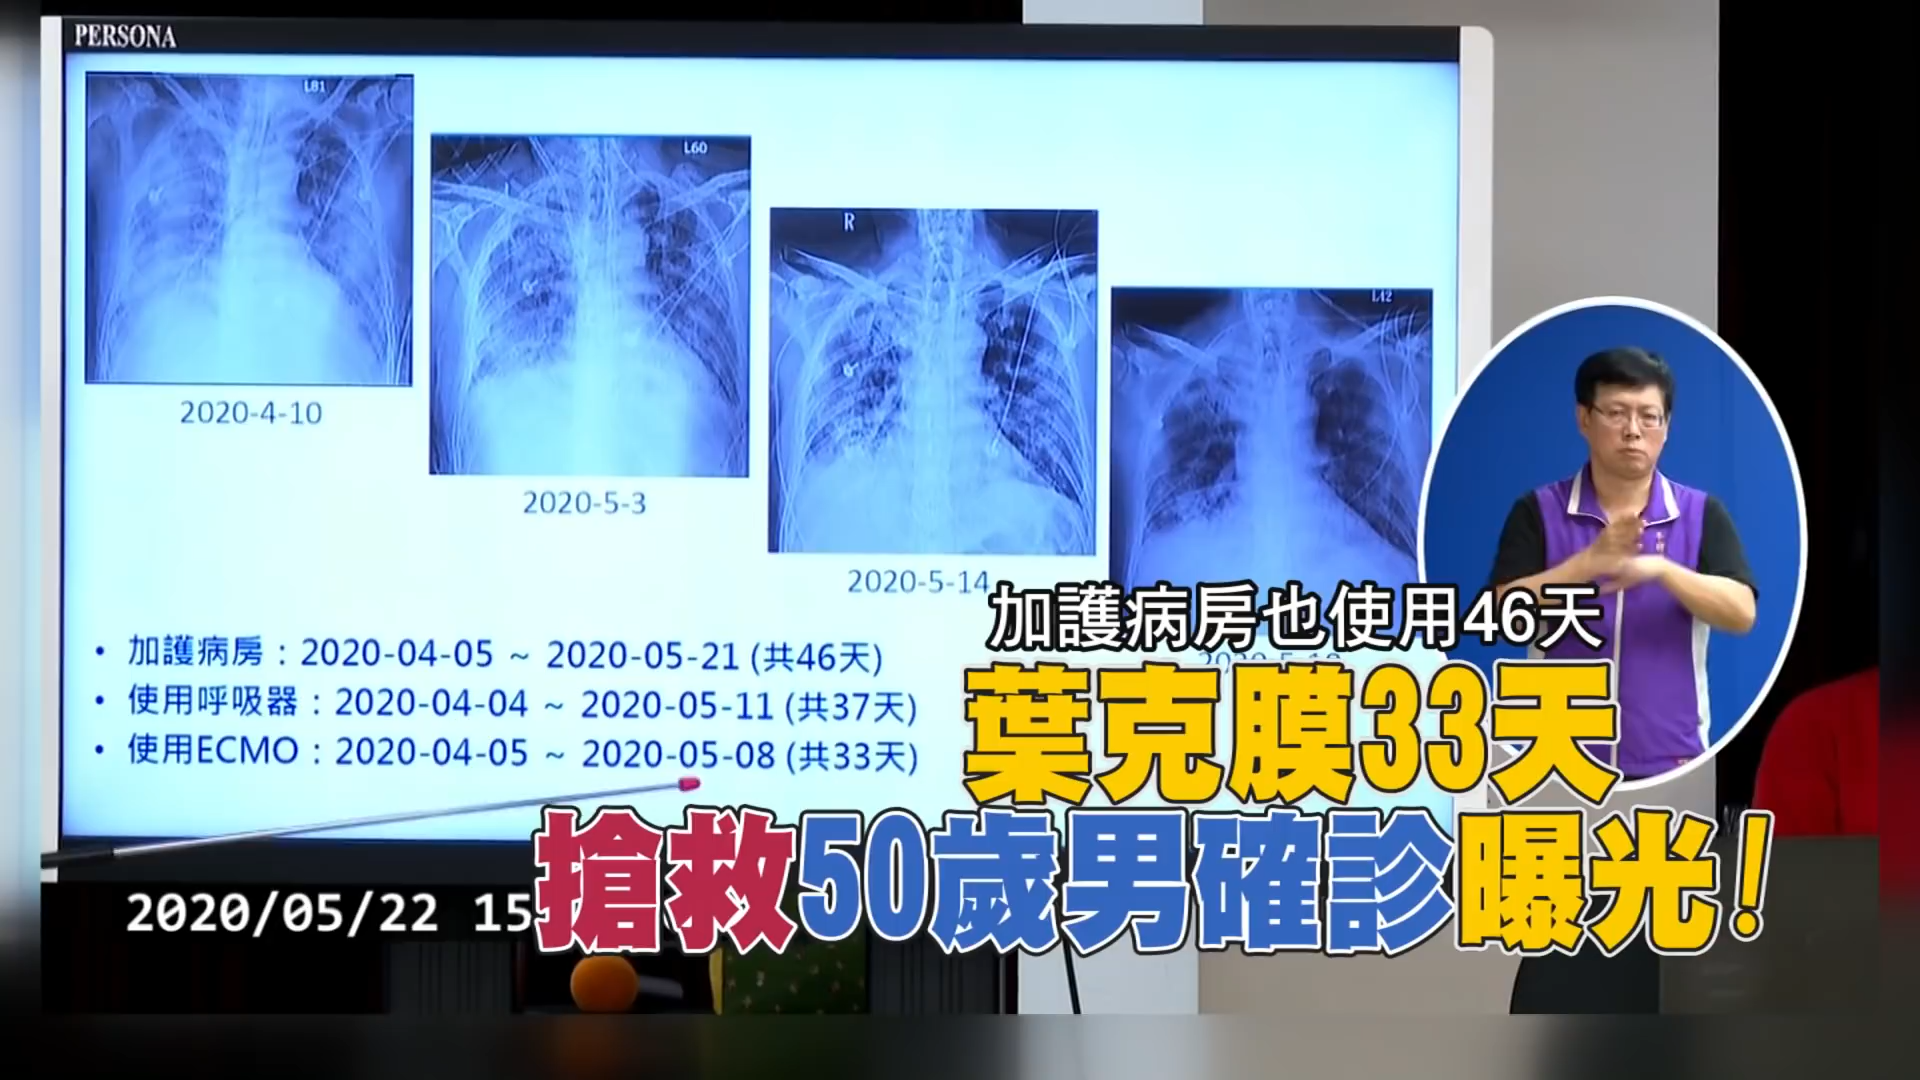 PERSONA
L81
L60
R
L42
2020-4-10
2020-5-3
2020-5-14
加護病房也使用46天
• 加護病房：2020-04-05 ~ 2020-05-21 (共46天)
• 使用呼吸器：2020-04-04 ~ 2020-05-11 (共37天)
• 使用ECMO：2020-04-05 ~ 2020-05-08 (共33天)
葉克膜33天
搶救50歲男確診曝光!
2020/05/22 15